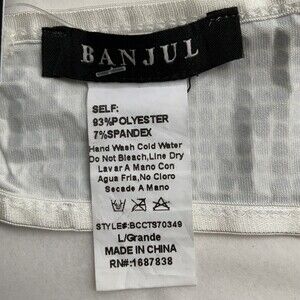 BANJUL
SELF:
93%POLYESTER
7%SPANDEX
Hand Wash Cold Water
Do Not Bleach,Line Dry
Lavar A Mano Con
Agua Fria,No Cloro
Secade A Mano
STYLE#:BCCTS70349
L/Grande
MADE IN CHINA
RN#:1687838